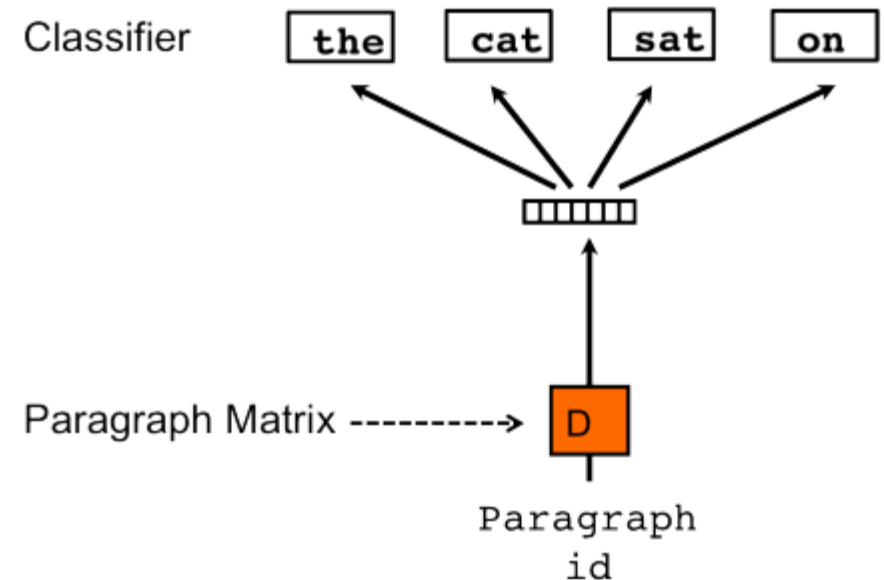 Classifier
the cat sat on
Paragraph Matrix
D
Paragraph
id